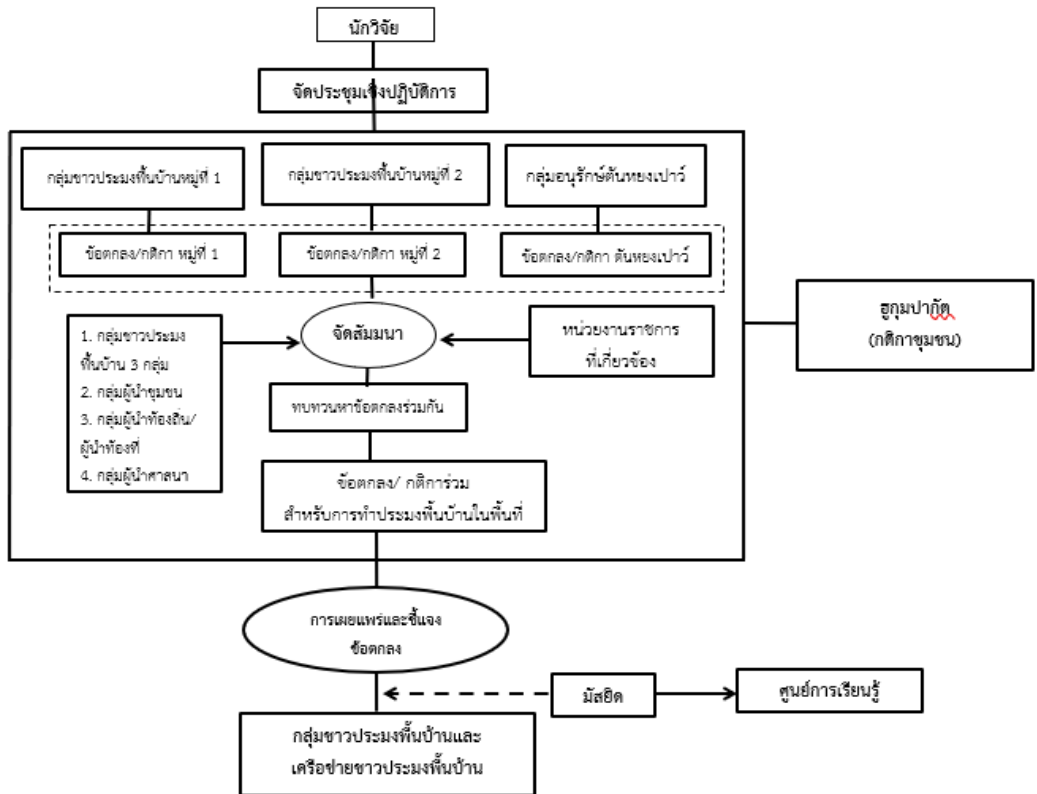 นักวิจัย
จัดประชุมเชิงปฏิบัติการ
กลุ่มชาวประมงพื้นบ้านหมู่ที่ 1
กลุ่มชาวประมงพื้นบ้านหมู่ที่ 2
กลุ่มอนุรักษ์ตันหยงเปาว์
ข้อตกลง/กติกา หมู่ที่ 1
ข้อตกลง/กติกา หมู่ที่ 2
ข้อตกลง/กติกา ตันหยงเปาว์
ฮูกุมปากัต
(กติกาชุมชน)
1. กลุ่มชาวประมง
พื้นบ้าน 3 กลุ่ม
2. กลุ่มผู้นำชุมชน
3. กลุ่มผู้นำท้องถิ่น/
ผู้นำท้องที่
4. กลุ่มผู้นำศาสนา
จัดสัมมนา
หน่วยงานราชการ
ที่เกี่ยวข้อง
ทบทวนหาข้อตกลงร่วมกัน
ข้อตกลง/ กติการ่วม
สำหรับการทำประมงพื้นบ้านในพื้นที่
การเผยแพร่และชี้แจง
ข้อตกลง
มัสยิด
ศูนย์การเรียนรู้
กลุ่มชาวประมงพื้นบ้านและ
เครือข่ายชาวประมงพื้นบ้าน